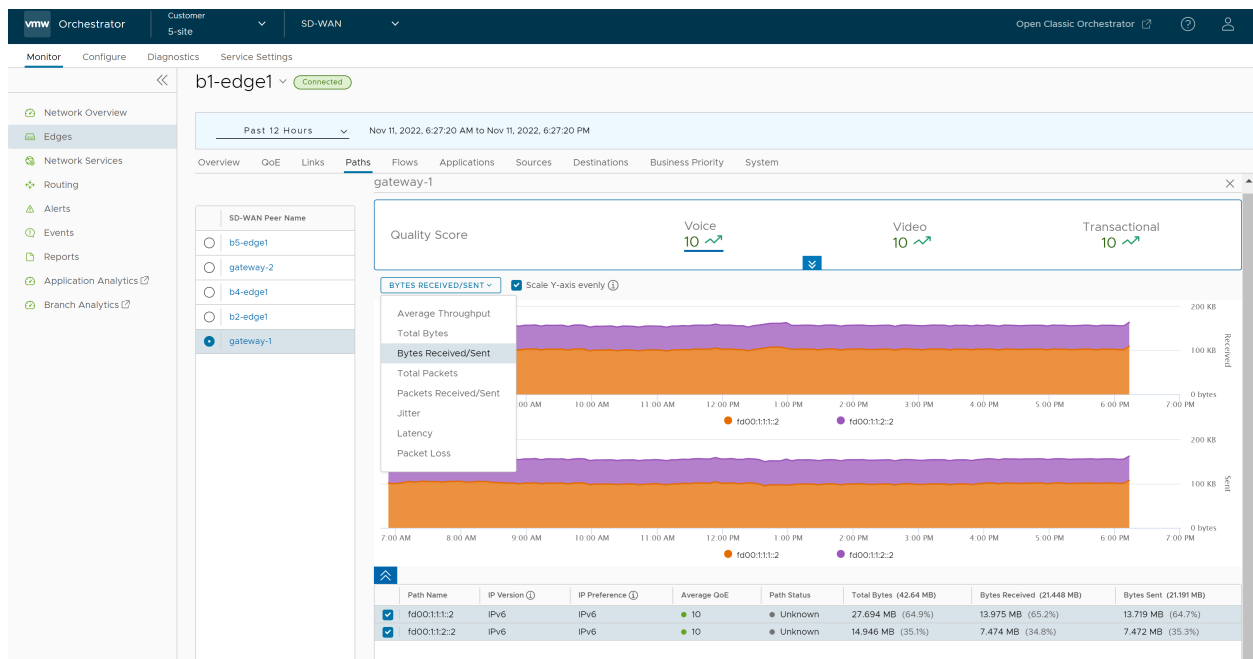 vmw Orchestrator
Customer
5-site
SD-WAN
Open Classic Orchestrator
Monitor Configure Diagnostics Service Settings
b1-edge1 Connected
Network Overview
Edges
Network Services
Routing
Alerts
Events
Reports
Application Analytics
Branch Analytics
Past 12 Hours Nov 11, 2022, 6:27:20 AM to Nov 11, 2022, 6:27:20 PM
Overview QoE Links Paths Flows Applications Sources Destinations Business Priority System
gateway-1
SD-WAN Peer Name
b5-edge1
gateway-2
b4-edge1
b2-edge1
gateway-1
Quality Score
Voice
10
Video
10
Transactional
10
BYTES RECEIVED/SENT Scale Y-axis evenly
Average Throughput
Total Bytes
Bytes Received/Sent
Total Packets
Packets Received/Sent
Jitter
Latency
Packet Loss
200 KB
100 KB
0 bytes
Received
:00 AM 10:00 AM 11:00 AM 12:00 PM 1:00 PM 2:00 PM 3:00 PM 4:00 PM 5:00 PM 6:00 PM 7:00 PM
fd00:1:1:1::2 fd00:1:1:2::2
200 KB
100 KB
0 bytes
Sent
7:00 AM 8:00 AM 9:00 AM 10:00 AM 11:00 AM 12:00 PM 1:00 PM 2:00 PM 3:00 PM 4:00 PM 5:00 PM 6:00 PM 7:00 PM
fd00:1:1:1::2 fd00:1:1:2::2
Path Name IP Version IP Preference Average QoE Path Status Total Bytes (42.64 MB) Bytes Received (21.448 MB) Bytes Sent (21.191 MB)
fd00:1:1:1::2 IPv6 IPv6 10 Unknown 27.694 MB (64.9%) 13.975 MB (65.2%) 13.719 MB (64.7%)
fd00:1:1:2::2 IPv6 IPv6 10 Unknown 14.946 MB (35.1%) 7.474 MB (34.8%) 7.472 MB (35.3%)